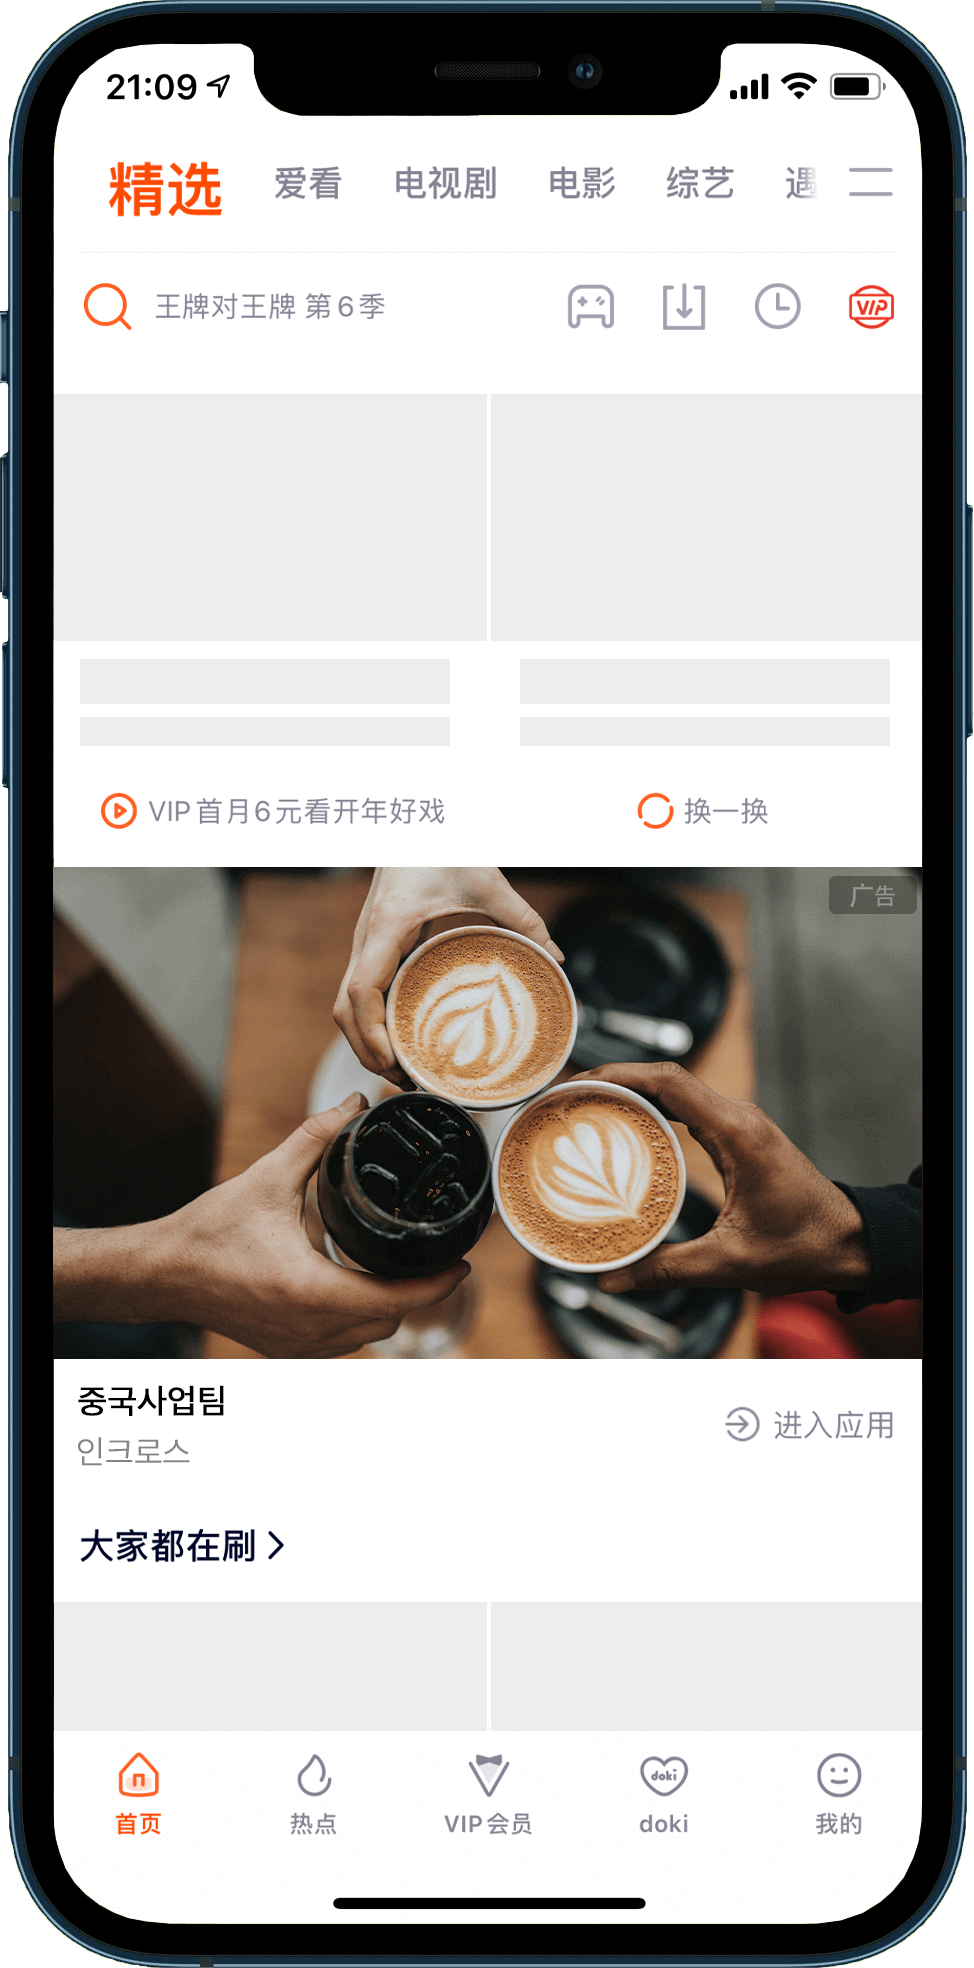 21:09
精选 爱看 电视剧 电影 综艺 遇
王牌对王牌 第6季 VIP
VIP首月6元看开年好戏 换一换
广告
중국사업팀
인크로스
进入应用
大家都在刷
doki
首页 热点 VIP会员 doki 我的